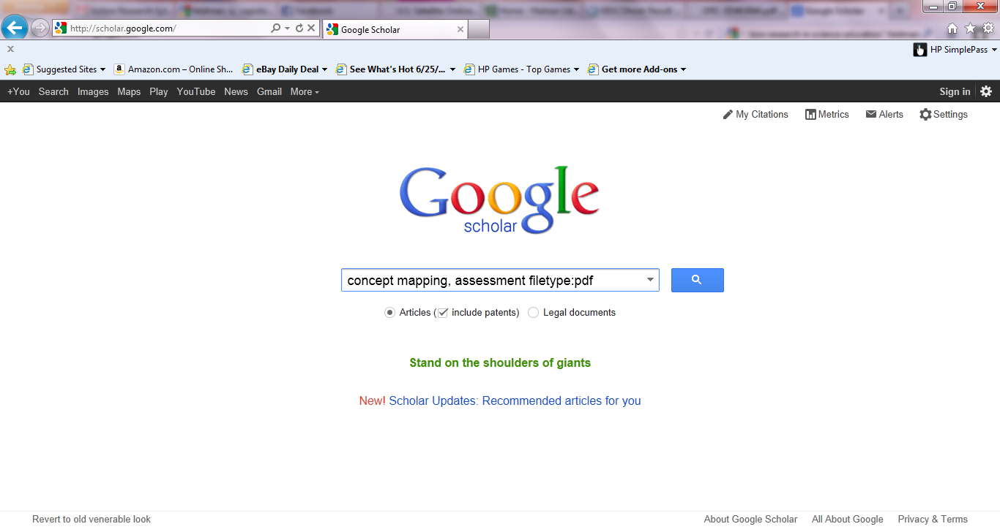 http://scholar.google.com/
Google Scholar
HP SimplePass
Suggested Sites
Amazon.com – Online Sh...
eBay Daily Deal
See What's Hot 6/25/...
HP Games - Top Games
Get more Add-ons
+You Search Images Maps Play YouTube News Gmail More
Sign in
My Citations Metrics Alerts Settings
Google
scholar
concept mapping, assessment filetype:pdf
Articles ( include patents) Legal documents
Stand on the shoulders of giants
New! Scholar Updates: Recommended articles for you
Revert to old venerable look
About Google Scholar All About Google Privacy & Terms